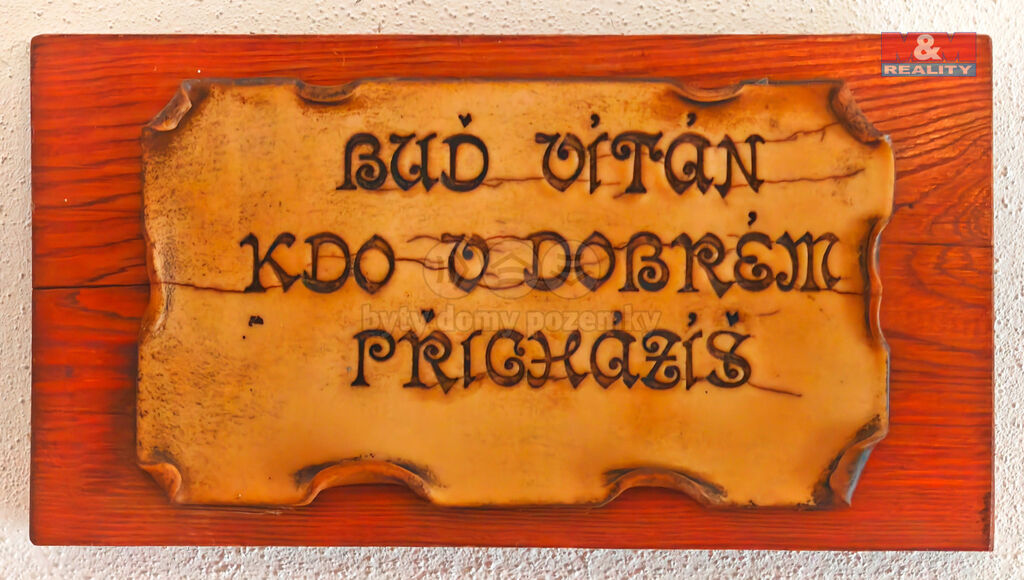 M&M
REALITY
BUĎ VÍTÁN
KDO V DOBRÉM
byty domy pozemky
PŘICHÁZÍŠ